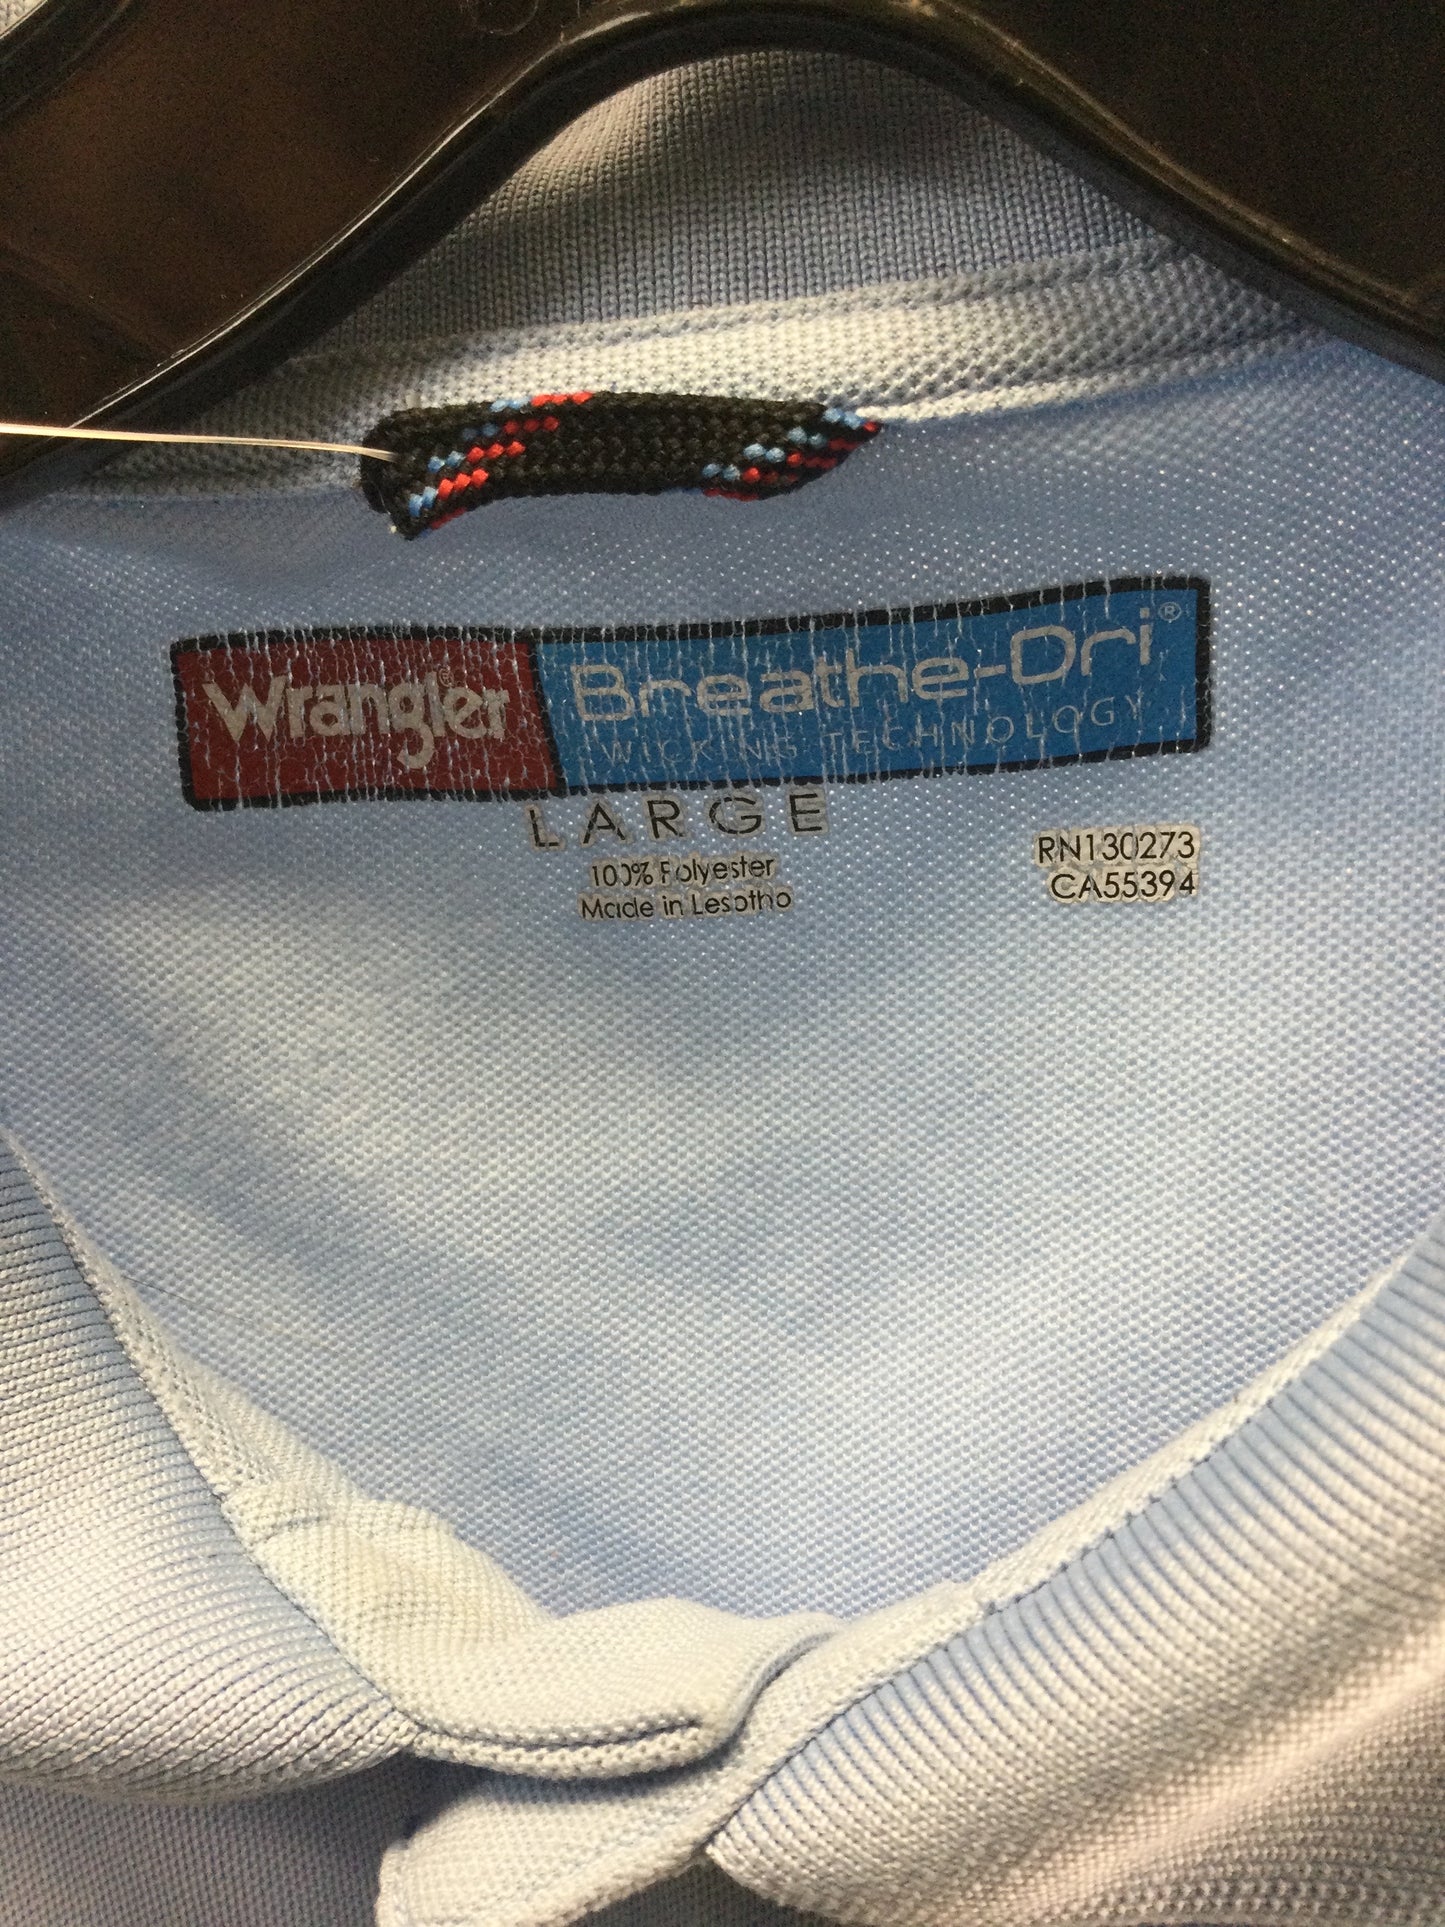 Wrangler® Breathe-Dri®
WICKING TECHNOLOGY
LARGE
100% Polyester
Made in Lesotho
RN130273
CA55394